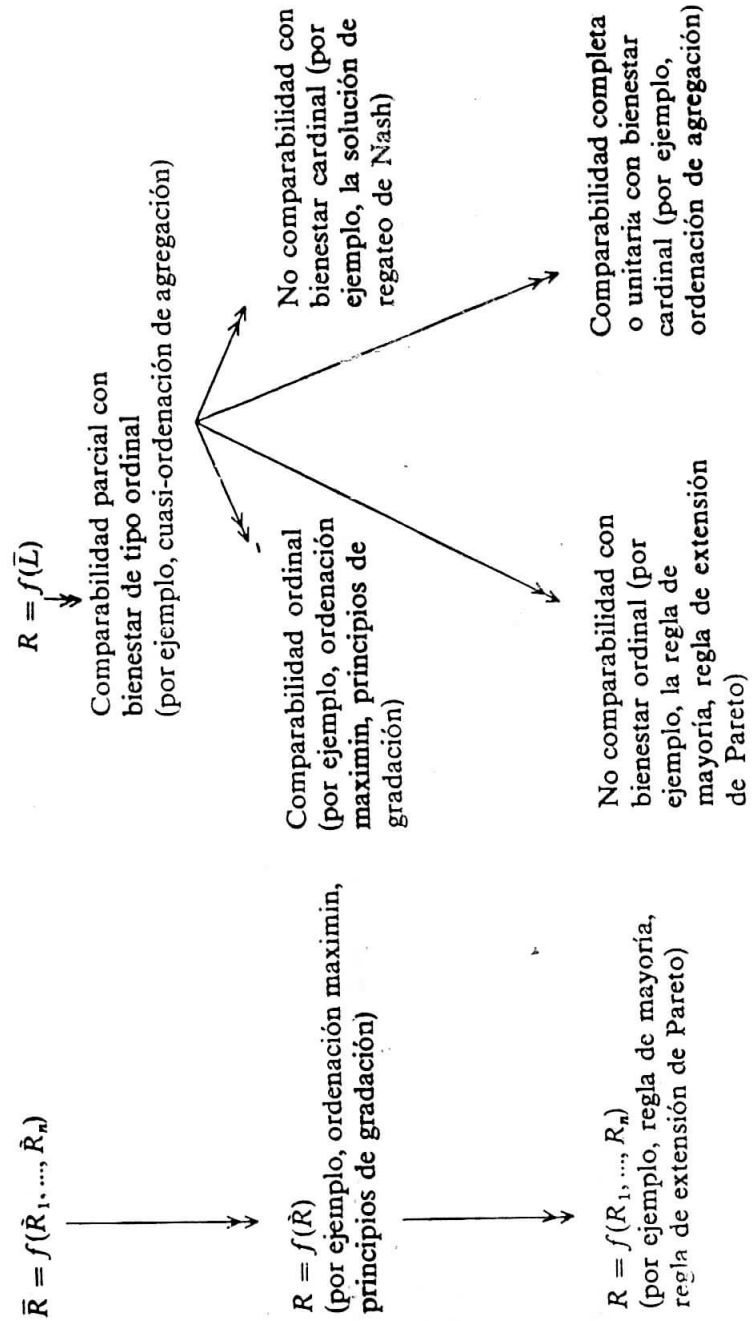 R̄ = f(R̃₁, ..., R̃ₙ)
R = f(R̃)
(por ejemplo, ordenación maximin,
principios de gradación)
R = f(R₁, ..., Rₙ)
(por ejemplo, regla de mayoría,
regla de extensión de Pareto)
R = f(L̄)
Comparabilidad parcial con
bienestar de tipo ordinal
(por ejemplo, cuasi-ordenación de agregación)
Comparabilidad ordinal
(por ejemplo, ordenación
maximin, principios de
gradación)
No comparabilidad con
bienestar cardinal (por
ejemplo, la solución de
regateo de Nash)
No comparabilidad con
bienestar ordinal (por
ejemplo, la regla de
mayoría, regla de extensión
de Pareto)
Comparabilidad completa
o unitaria con bienestar
cardinal (por ejemplo,
ordenación de agregación)